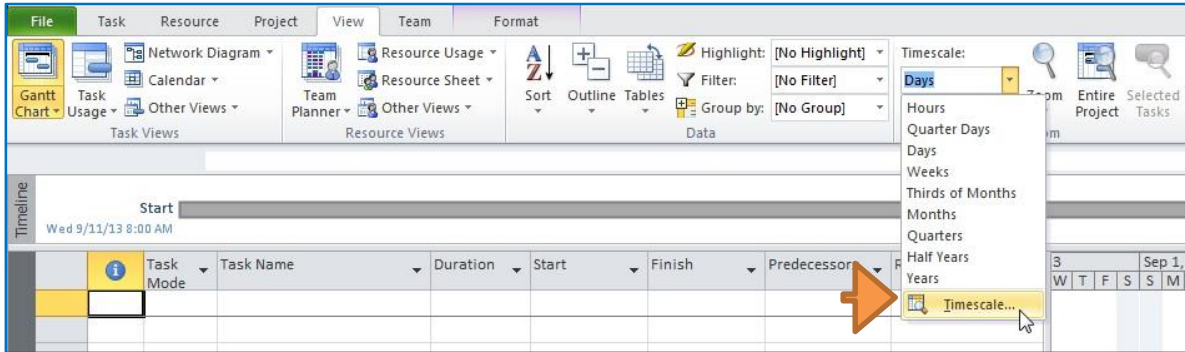 File Task Resource Project View Team Format
Network Diagram Resource Usage Highlight: [No Highlight] Timescale:
Calendar Resource Sheet Filter: [No Filter] Days
Gantt Chart Task Usage Other Views Team Planner Other Views Sort Outline Tables Group by: [No Group] Entire Project Selected Tasks
Task Views Resource Views Data
Hours
Quarter Days
Days
Weeks
Thirds of Months
Months
Quarters
Half Years
Years
Timescale...
Timeline
Start
Wed 9/11/13 8:00 AM
Task Mode Task Name Duration Start Finish Predecessors 3 Sep 1,
W T F S S M